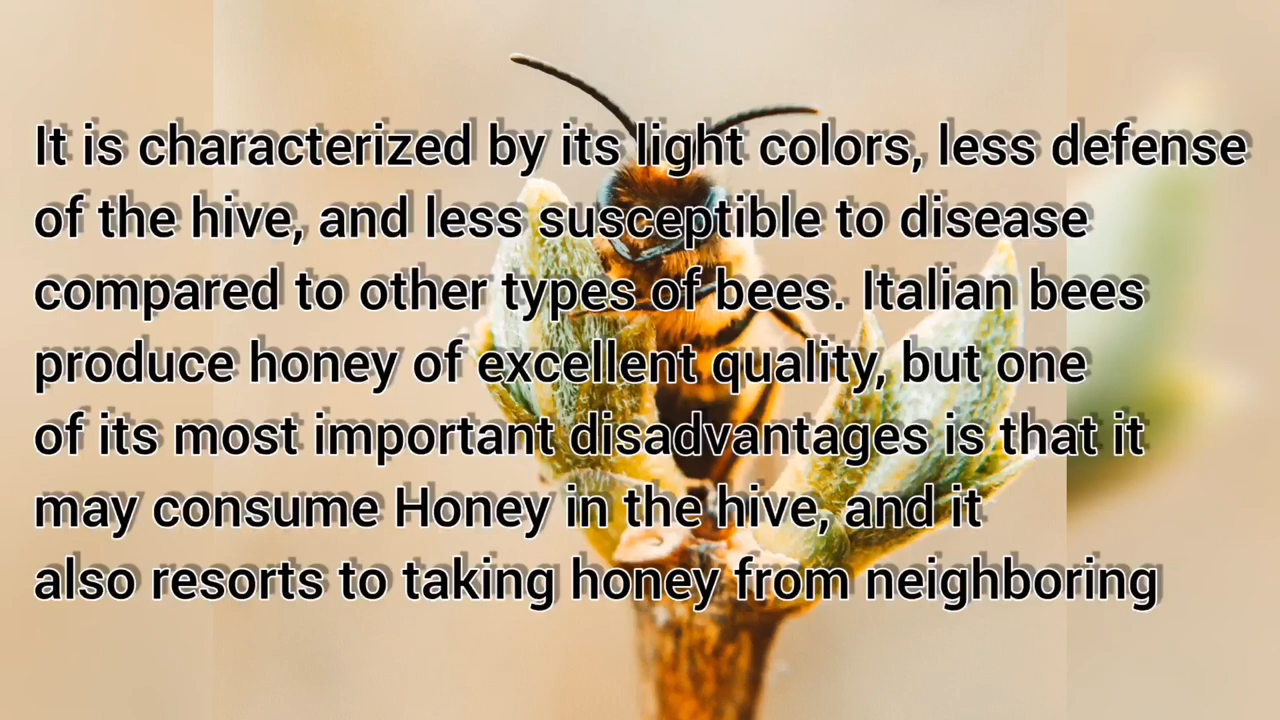 It is characterized by its light colors, less defense
of the hive, and less susceptible to disease
compared to other types of bees. Italian bees
produce honey of excellent quality, but one
of its most important disadvantages is that it
may consume Honey in the hive, and it
also resorts to taking honey from neighboring